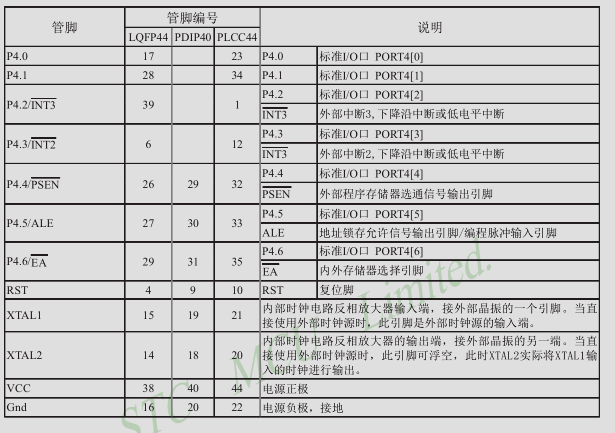 管脚 管脚编号 说明
LQFP44 PDIP40 PLCC44
P4.0 17 23 P4.0 标准I/O口 PORT4[0]
P4.1 28 34 P4.1 标准I/O口 PORT4[1]
P4.2/INT3 39 1 P4.2 标准I/O口 PORT4[2]
INT3 外部中断3,下降沿中断或低电平中断
P4.3/INT2 6 12 P4.3 标准I/O口 PORT4[3]
INT3 外部中断2,下降沿中断或低电平中断
P4.4/PSEN 26 29 32 P4.4 标准I/O口 PORT4[4]
PSEN 外部程序存储器选通信号输出引脚
P4.5/ALE 27 30 33 P4.5 标准I/O口 PORT4[5]
ALE 地址锁存允许信号输出引脚/编程脉冲输入引脚
P4.6/EA 29 31 35 P4.6 标准I/O口 PORT4[6]
EA 内外存储器选择引脚
RST 4 9 10 RST 复位脚
XTAL1 15 19 21 内部时钟电路反相放大器输入端，接外部晶振的一个引脚。当直
接使用外部时钟源时，此引脚是外部时钟源的输入端。
XTAL2 14 18 20 内部时钟电路反相放大器的输出端，接外部晶振的另一端。当直
接使用外部时钟源时，此引脚可浮空，此时XTAL2实际将XTAL1输
入的时钟进行输出。
VCC 38 40 44 电源正极
Gnd 16 20 22 电源负极，接地
STC MCU Limited.